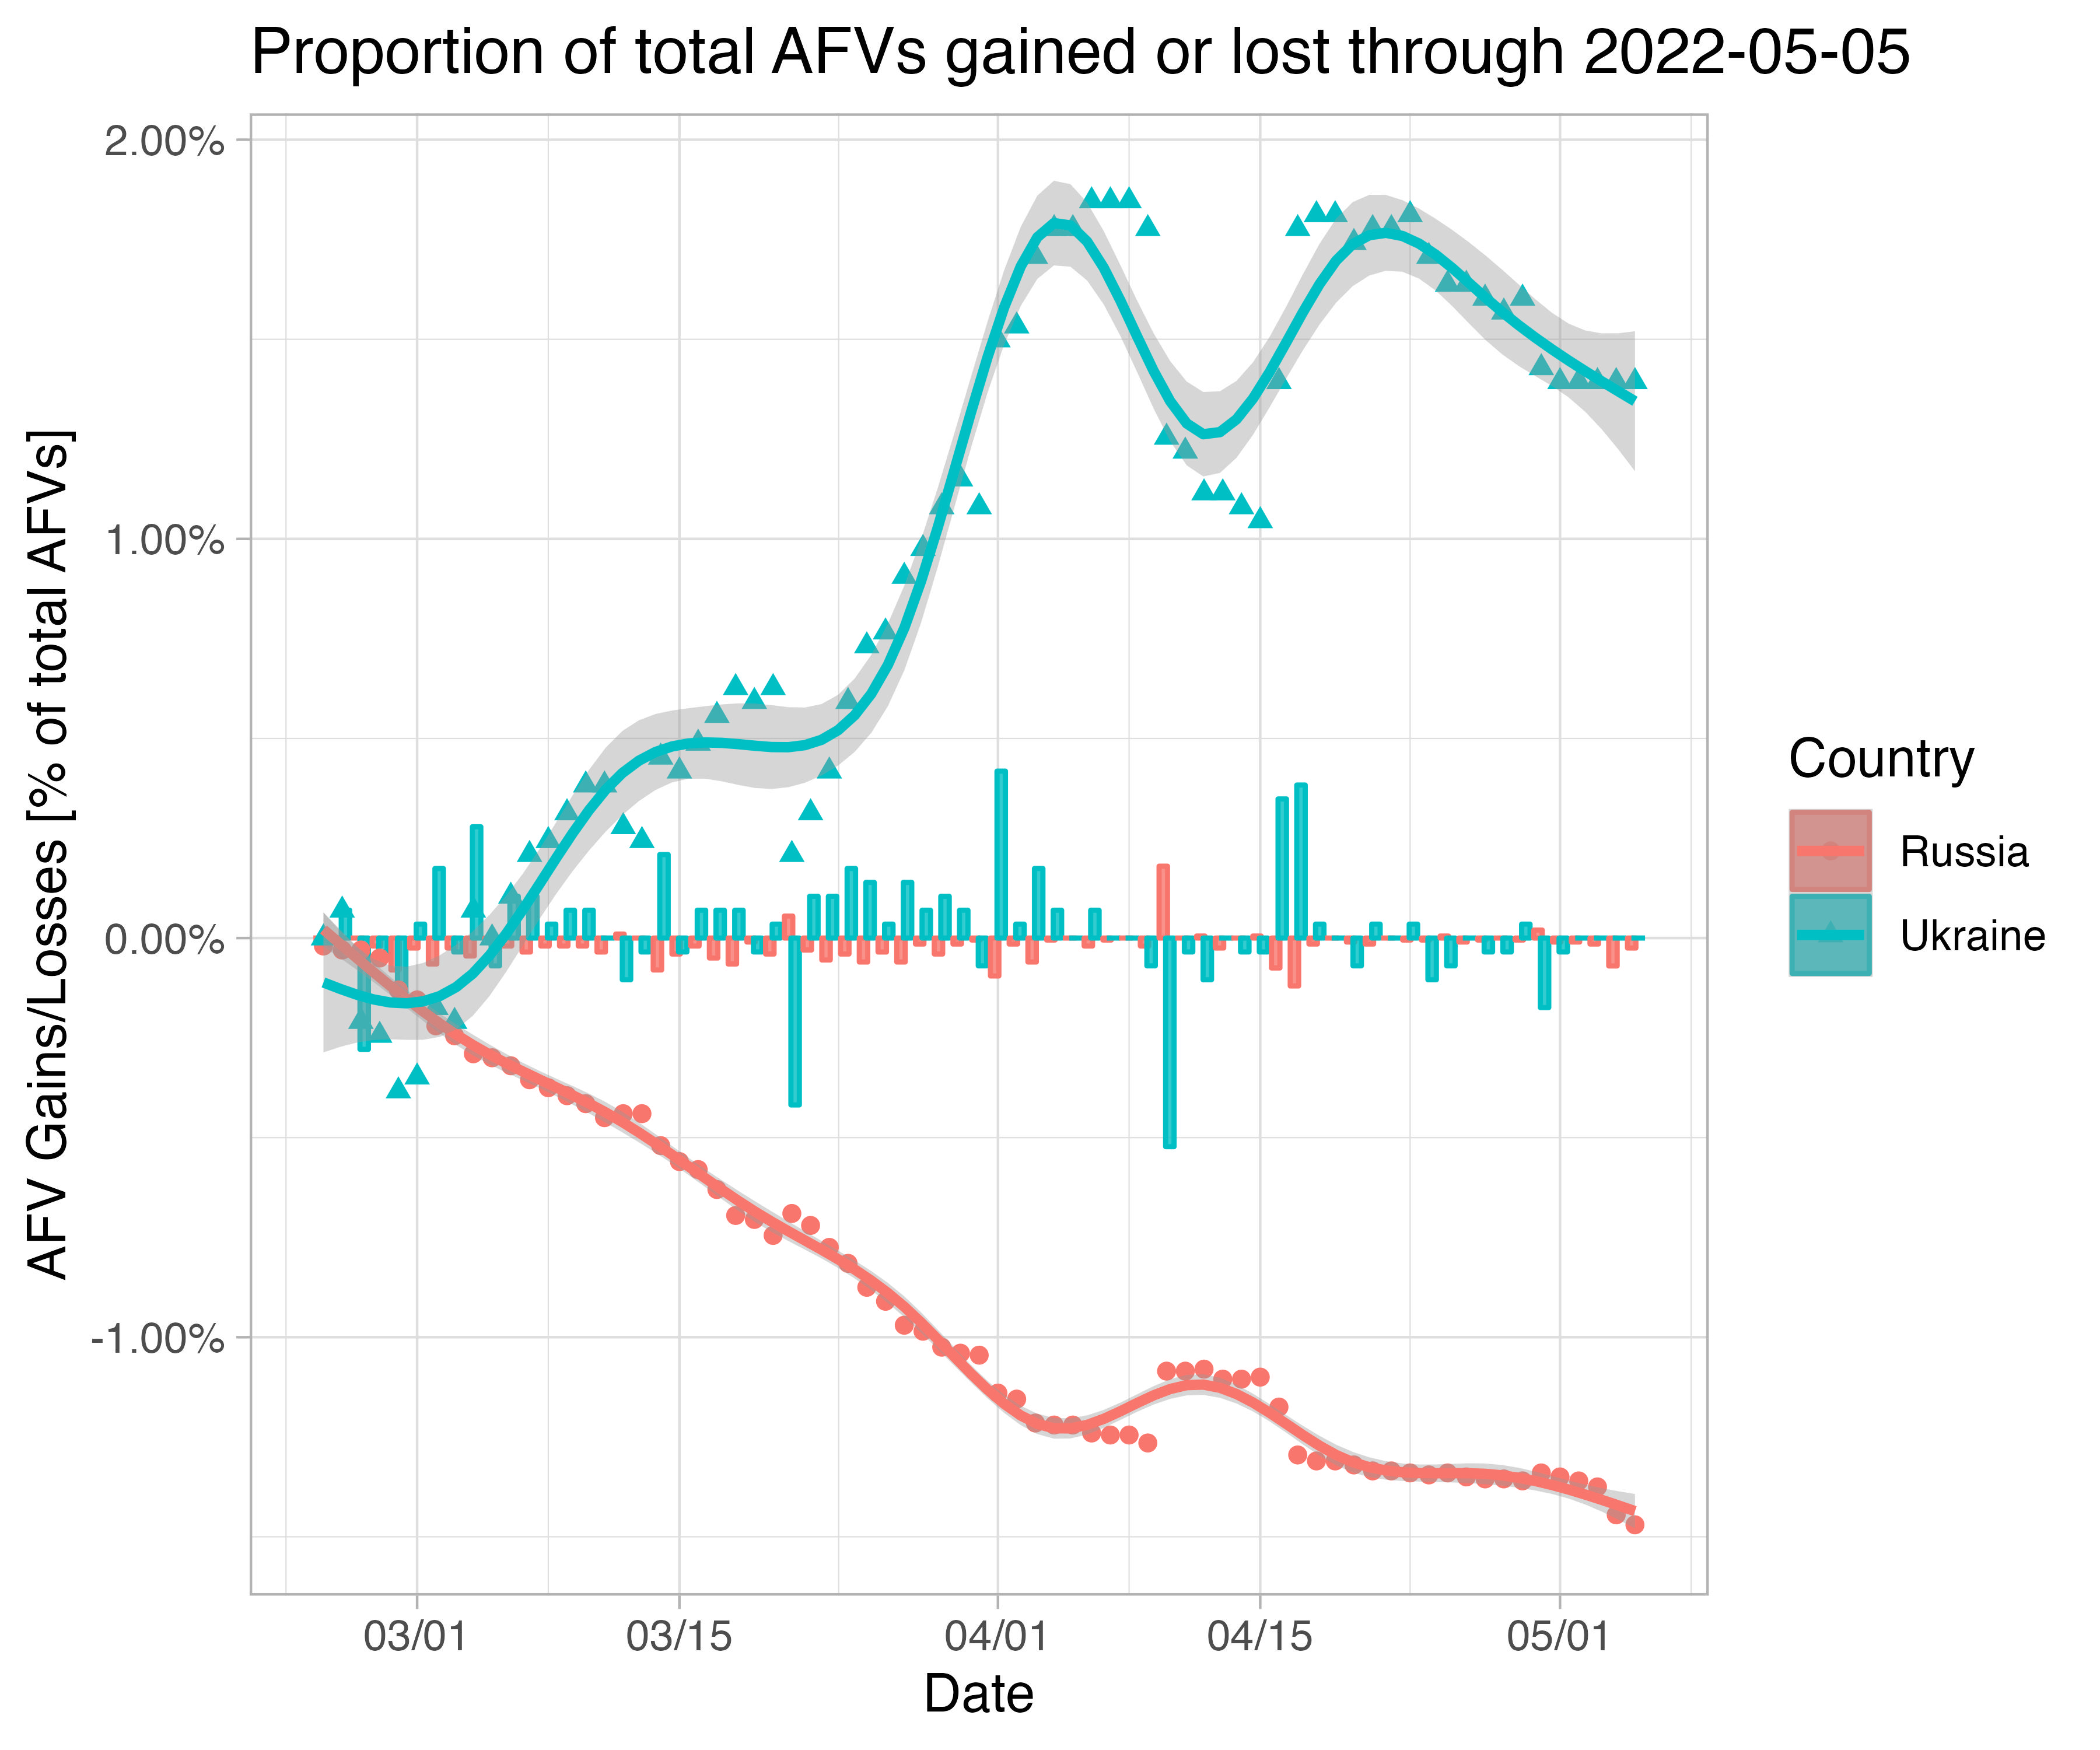 Proportion of total AFVs gained or lost through 2022-05-05
AFV Gains/Losses [% of total AFVs]
2.00%
1.00%
0.00%
-1.00%
03/01
03/15
04/01
04/15
05/01
Date
Country
Russia
Ukraine